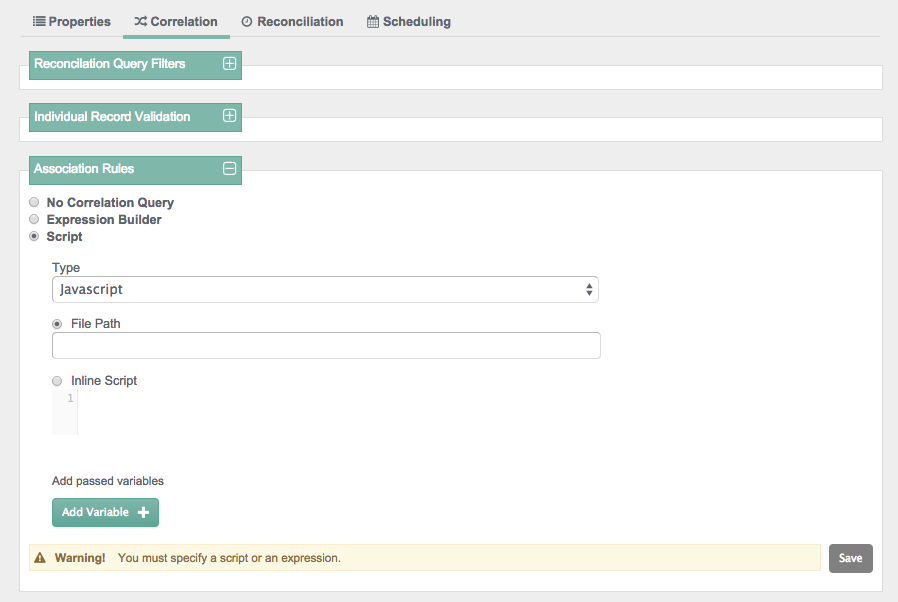 Properties Correlation Reconciliation Scheduling
Reconcilation Query Filters
Individual Record Validation
Association Rules
No Correlation Query
Expression Builder
Script
Type
Javascript
File Path
Inline Script
1
Add passed variables
Add Variable
Warning! You must specify a script or an expression. Save